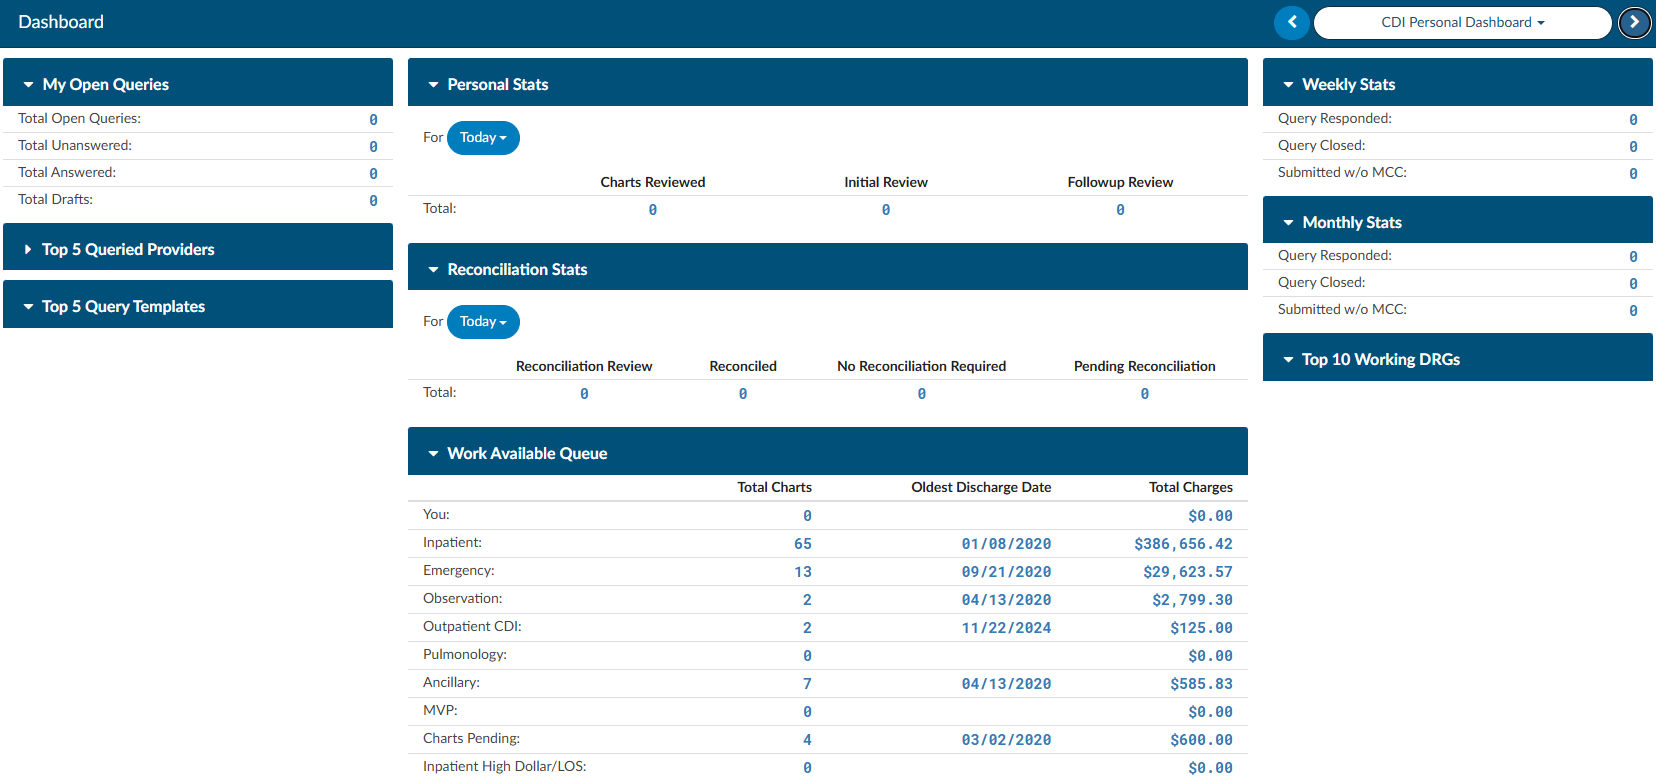 Dashboard
CDI Personal Dashboard
My Open Queries
Total Open Queries: 0
Total Unanswered: 0
Total Answered: 0
Total Drafts: 0
Top 5 Queried Providers
Top 5 Query Templates
Personal Stats
For Today
Charts Reviewed Initial Review Followup Review
Total: 0 0 0
Reconciliation Stats
For Today
Reconciliation Review Reconciled No Reconciliation Required Pending Reconciliation
Total: 0 0 0 0
Work Available Queue
Total Charts Oldest Discharge Date Total Charges
You: 0 $0.00
Inpatient: 65 01/08/2020 $386,656.42
Emergency: 13 09/21/2020 $29,623.57
Observation: 2 04/13/2020 $2,799.30
Outpatient CDI: 2 11/22/2024 $125.00
Pulmonology: 0 $0.00
Ancillary: 7 04/13/2020 $585.83
MVP: 0 $0.00
Charts Pending: 4 03/02/2020 $600.00
Inpatient High Dollar/LOS: 0 $0.00
Weekly Stats
Query Responded: 0
Query Closed: 0
Submitted w/o MCC: 0
Monthly Stats
Query Responded: 0
Query Closed: 0
Submitted w/o MCC: 0
Top 10 Working DRGs